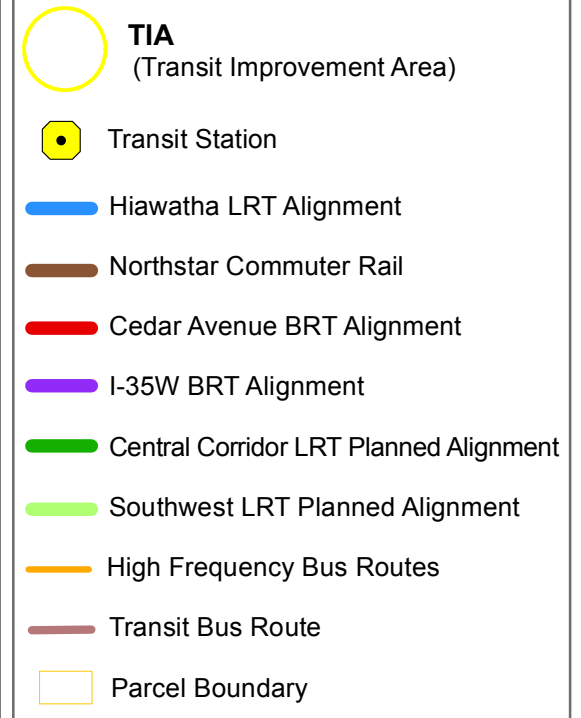 TIA
(Transit Improvement Area)
Transit Station
Hiawatha LRT Alignment
Northstar Commuter Rail
Cedar Avenue BRT Alignment
I-35W BRT Alignment
Central Corridor LRT Planned Alignment
Southwest LRT Planned Alignment
High Frequency Bus Routes
Transit Bus Route
Parcel Boundary